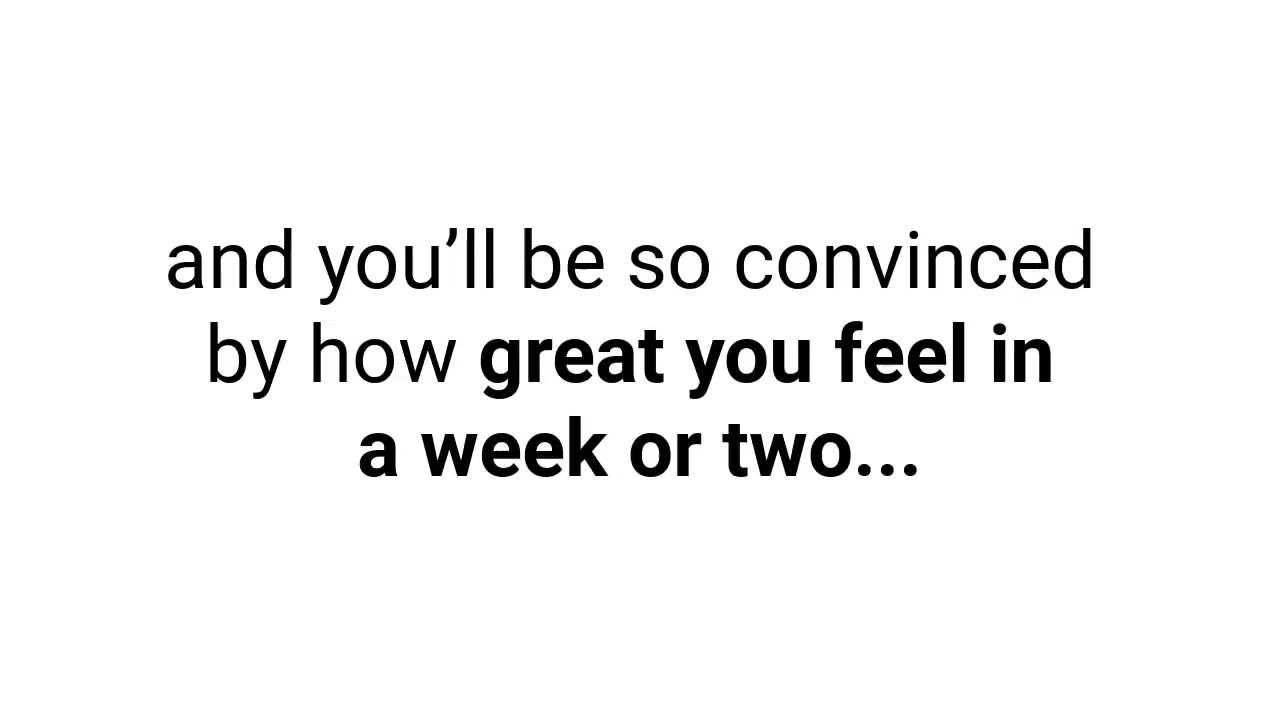 and you’ll be so convinced
by how great you feel in
a week or two...